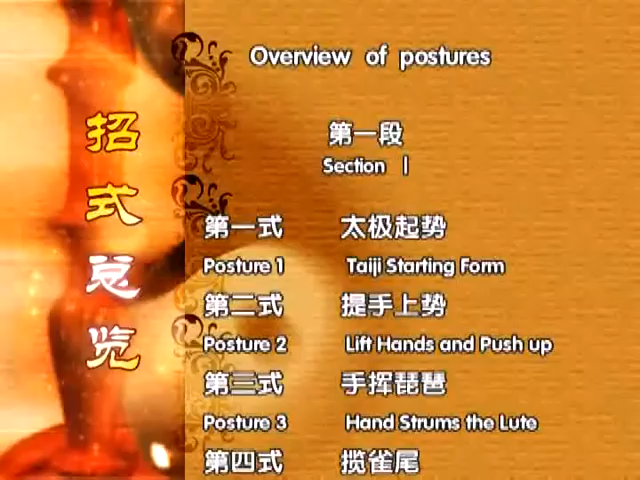 招式总览
Overview of postures
第一段
Section I
第一式 太极起势
Posture 1 Taiji Starting Form
第二式 提手上势
Posture 2 Lift Hands and Push up
第三式 手挥琵琶
Posture 3 Hand Strums the Lute
第四式 揽雀尾